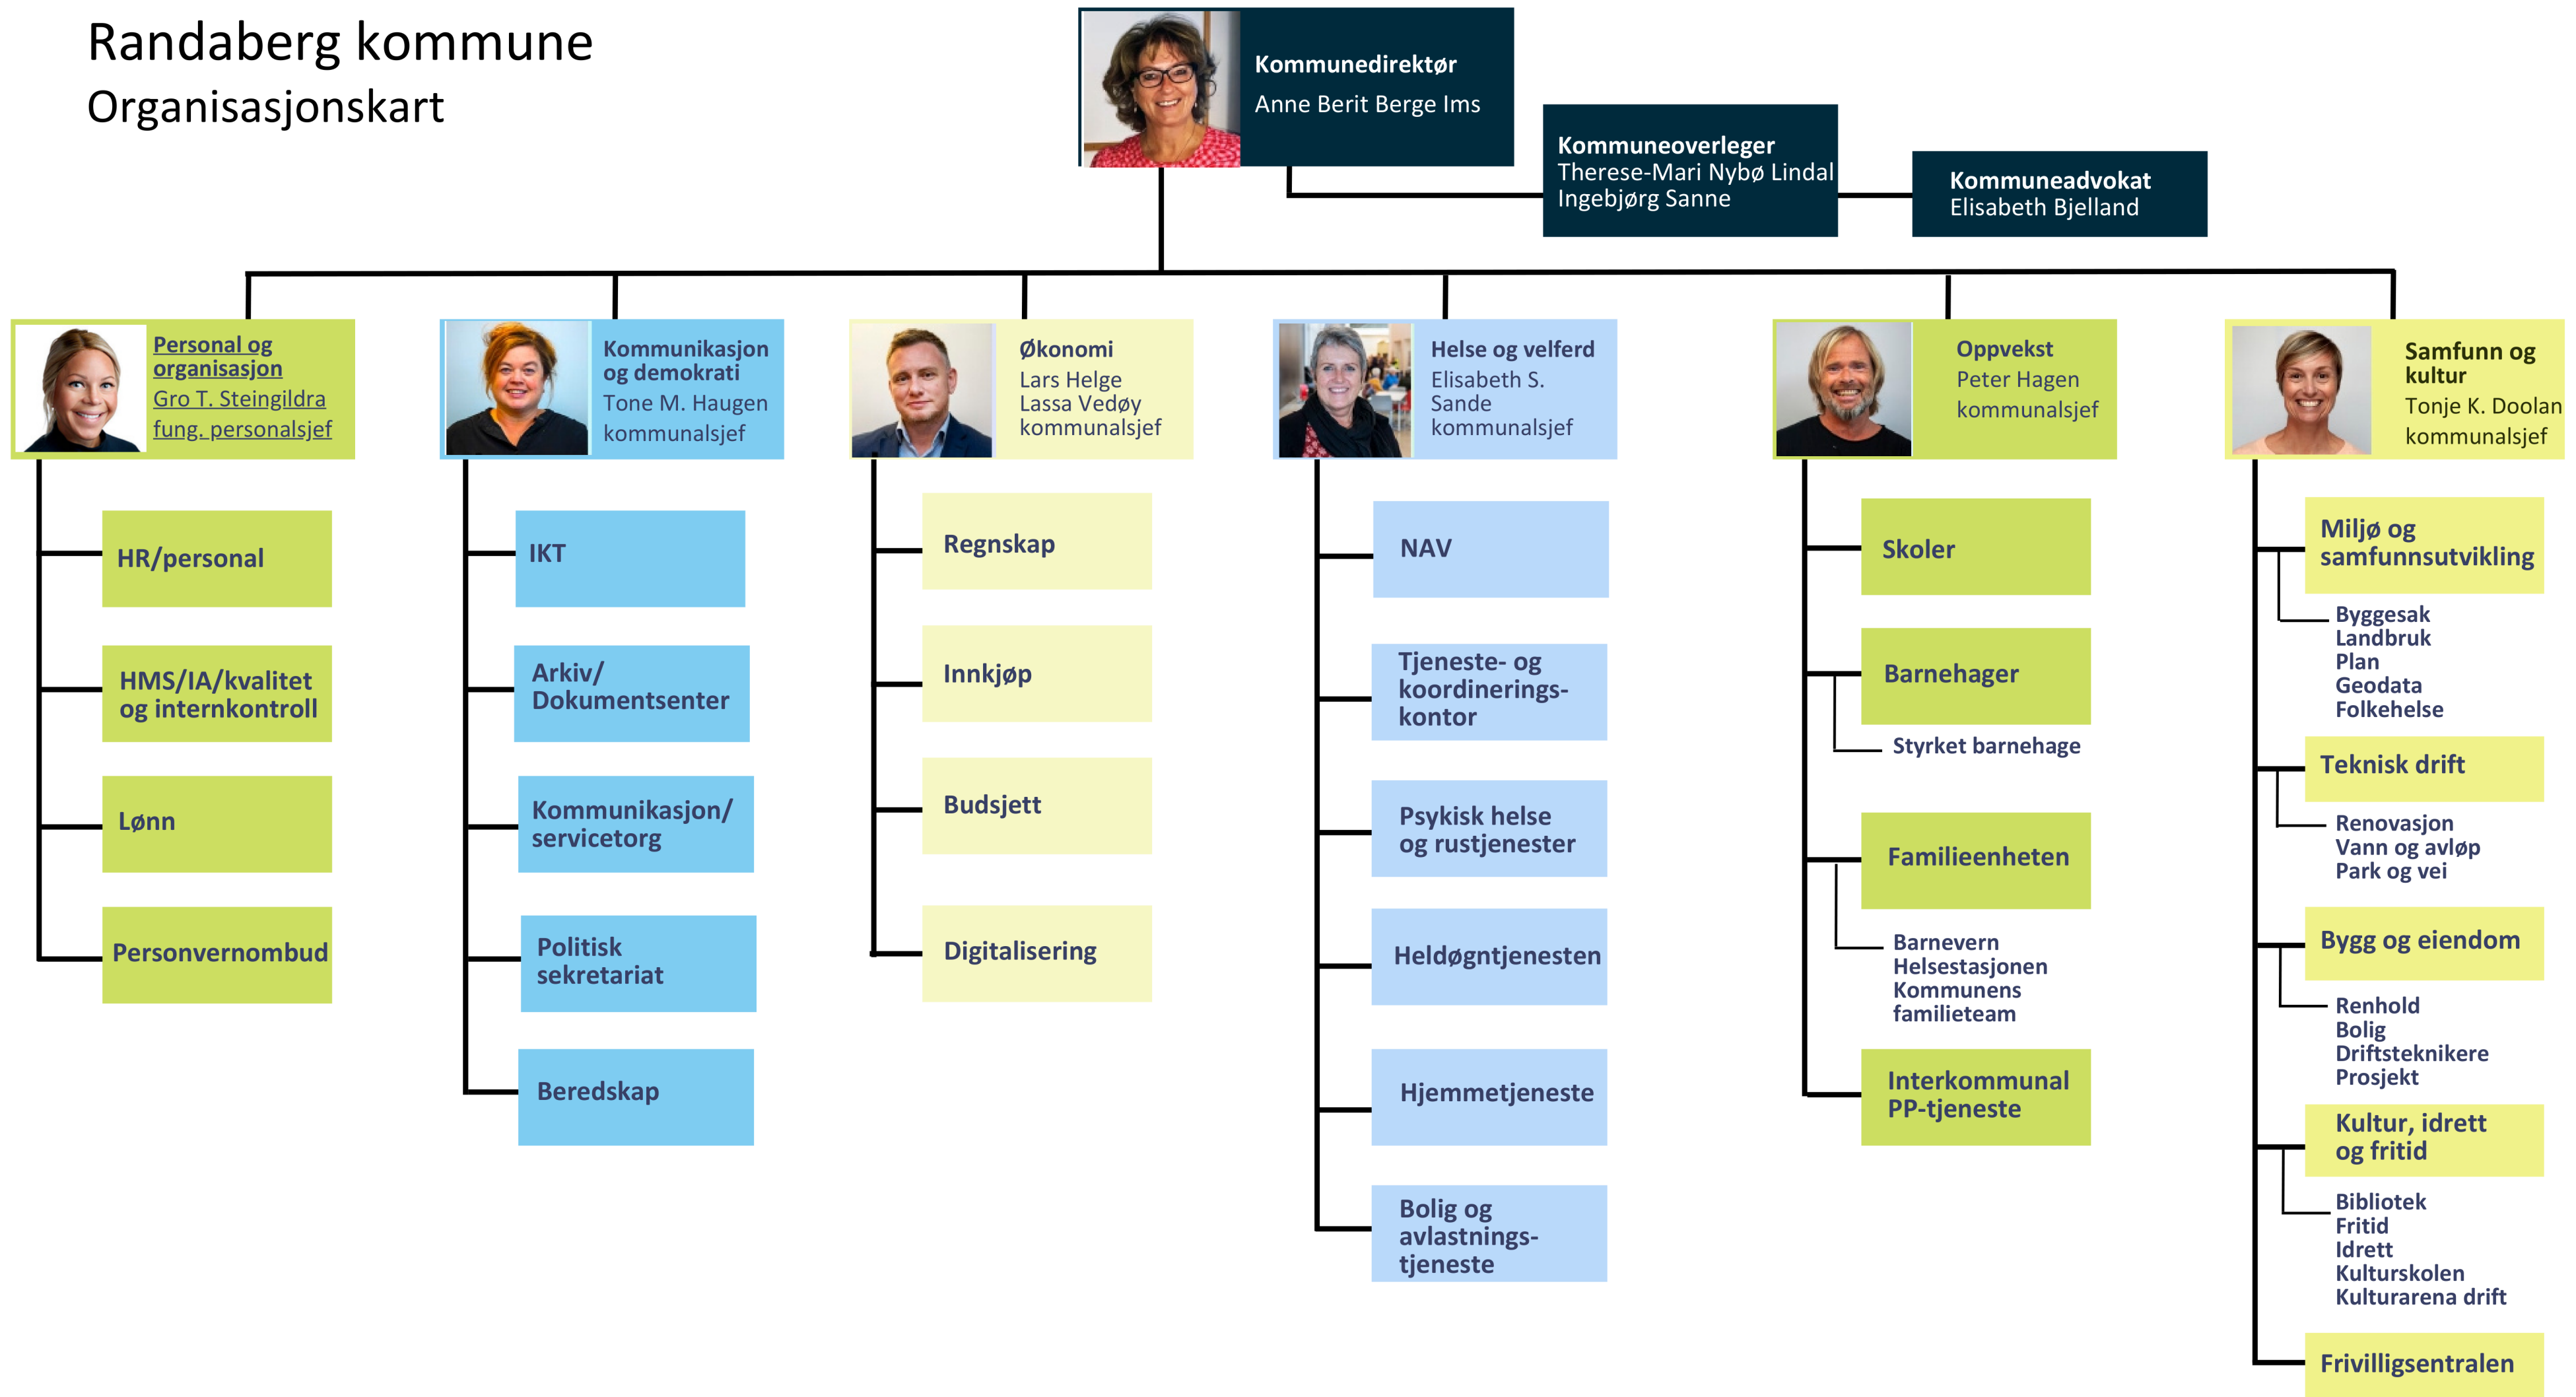 Randaberg kommune
Organisasjonskart
Kommunedirektør
Anne Berit Berge Ims
Kommuneoverleger
Therese-Mari Nybø Lindal
Ingebjørg Sanne
Kommuneadvokat
Elisabeth Bjelland
Personal og
organisasjon
Gro T. Steingildra
fung. personalsjef
HR/personal
HMS/IA/kvalitet
og internkontroll
Lønn
Personvernombud
Kommunikasjon
og demokrati
Tone M. Haugen
kommunalsjef
IKT
Arkiv/
Dokumentsenter
Kommunikasjon/
servicetorg
Politisk
sekretariat
Beredskap
Økonomi
Lars Helge
Lassa Vedøy
kommunalsjef
Regnskap
Innkjøp
Budsjett
Digitalisering
Helse og velferd
Elisabeth S.
Sande
kommunalsjef
NAV
Tjeneste- og
koordinerings-
kontor
Psykisk helse
og rustjenester
Heldøgntjenesten
Hjemmetjeneste
Bolig og
avlastnings-
tjeneste
Oppvekst
Peter Hagen
kommunalsjef
Skoler
Barnehager
Styrket barnehage
Familieenheten
Barnevern
Helsestasjonen
Kommunens
familieteam
Interkommunal
PP-tjeneste
Samfunn og
kultur
Tonje K. Doolan
kommunalsjef
Miljø og
samfunnsutvikling
Byggesak
Landbruk
Plan
Geodata
Folkehelse
Teknisk drift
Renovasjon
Vann og avløp
Park og vei
Bygg og eiendom
Renhold
Bolig
Driftsteknikere
Prosjekt
Kultur, idrett
og fritid
Bibliotek
Fritid
Idrett
Kulturskolen
Kulturarena drift
Frivilligsentralen